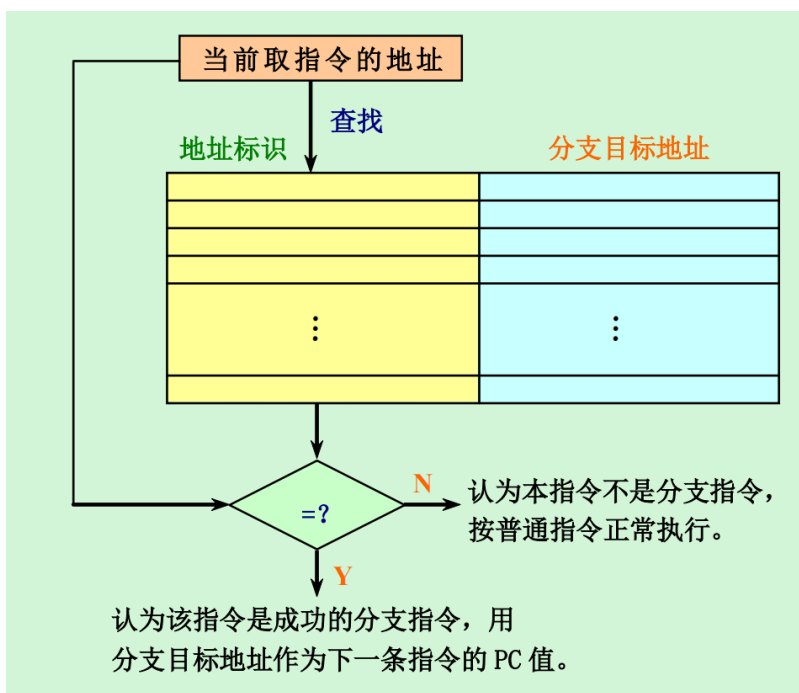 当前取指令的地址
查找
地址标识
分支目标地址
⋮
⋮
=?
N
认为本指令不是分支指令，
按普通指令正常执行。
Y
认为该指令是成功的分支指令，用
分支目标地址作为下一条指令的 PC 值。